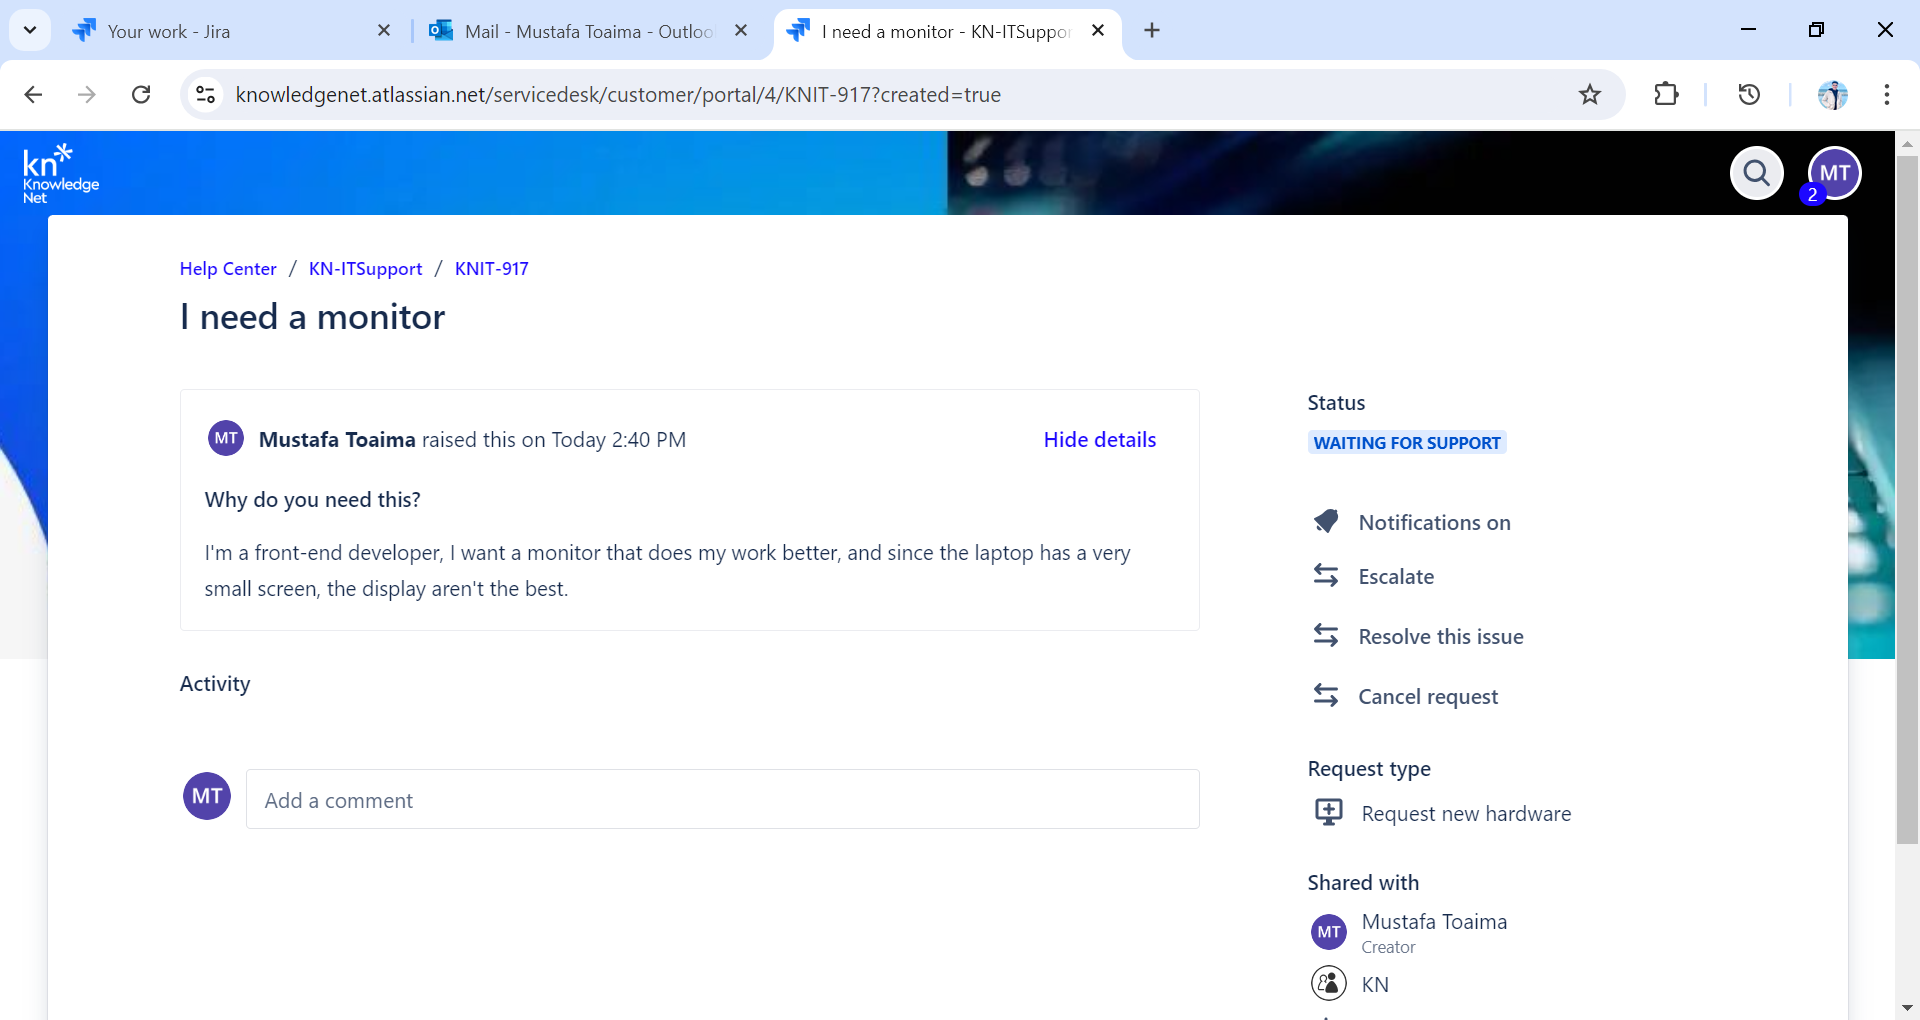 Your work - Jira
Mail - Mustafa Toaima - Outloo
I need a monitor - KN-ITSuppor
knowledgenet.atlassian.net/servicedesk/customer/portal/4/KNIT-917?created=true
kn*
Knowledge
Net
MT
2
Help Center / KN-ITSupport / KNIT-917
I need a monitor
MT Mustafa Toaima raised this on Today 2:40 PM
Hide details
Why do you need this?
I'm a front-end developer, I want a monitor that does my work better, and since the laptop has a very
small screen, the display aren't the best.
Activity
MT
Add a comment
Status
WAITING FOR SUPPORT
Notifications on
Escalate
Resolve this issue
Cancel request
Request type
Request new hardware
Shared with
MT
Mustafa Toaima
Creator
KN